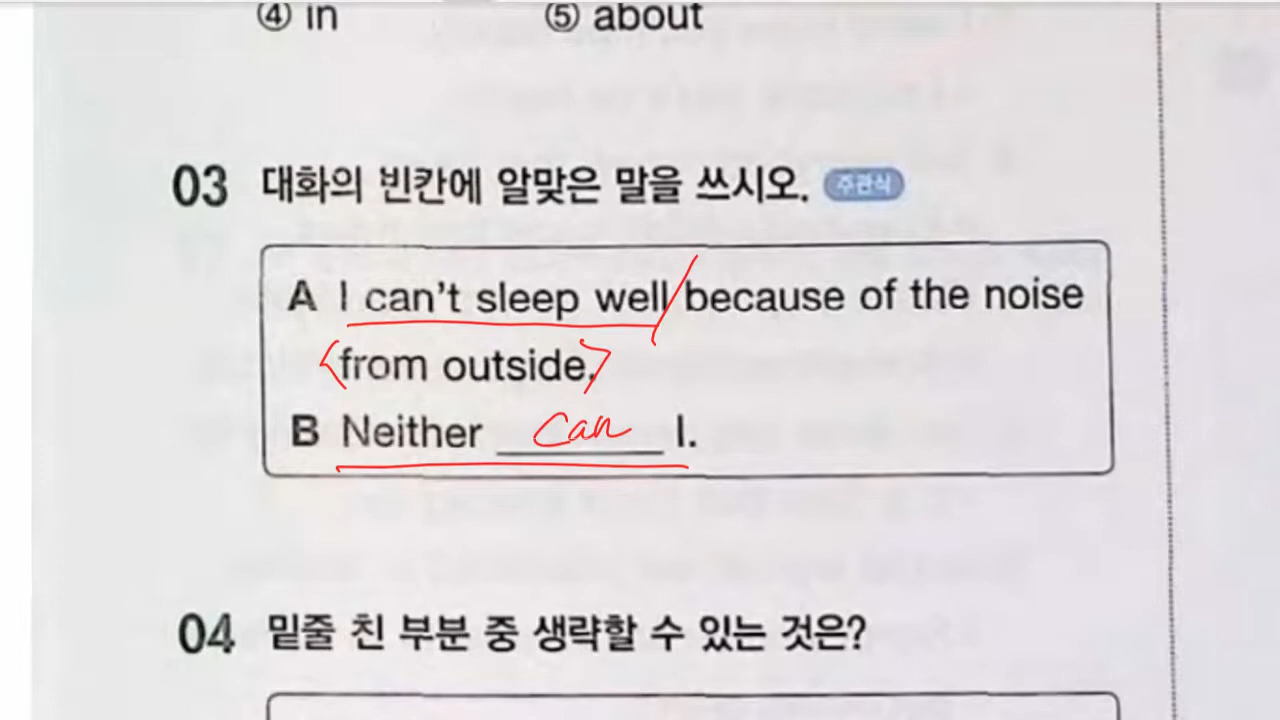 ④ in ⑤ about
03 대화의 빈칸에 알맞은 말을 쓰시오. 주관식
A I can't sleep well because of the noise
from outside.
B Neither can I.
04 밑줄 친 부분 중 생략할 수 있는 것은?